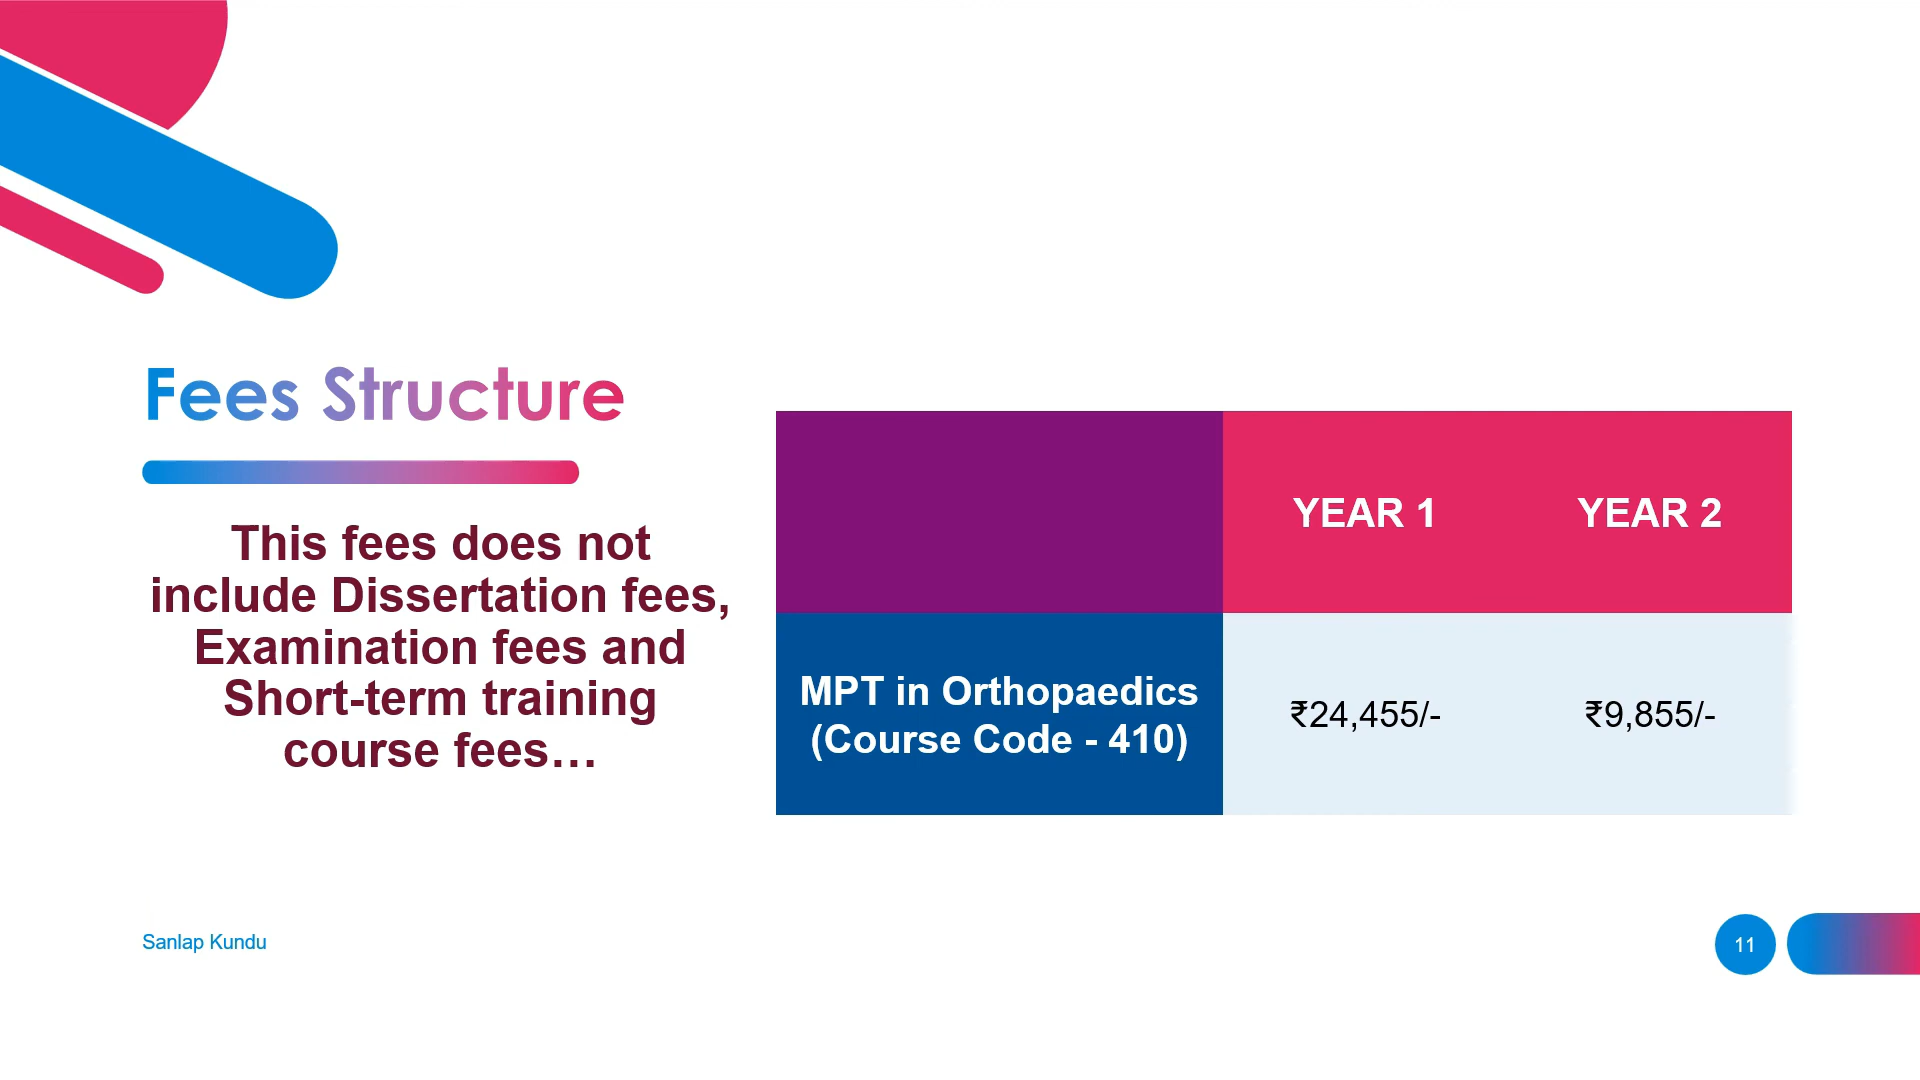 Fees Structure
This fees does not
include Dissertation fees,
Examination fees and
Short-term training
course fees…
YEAR 1 YEAR 2
MPT in Orthopaedics
(Course Code - 410)
₹24,455/- ₹9,855/-
Sanlap Kundu
11